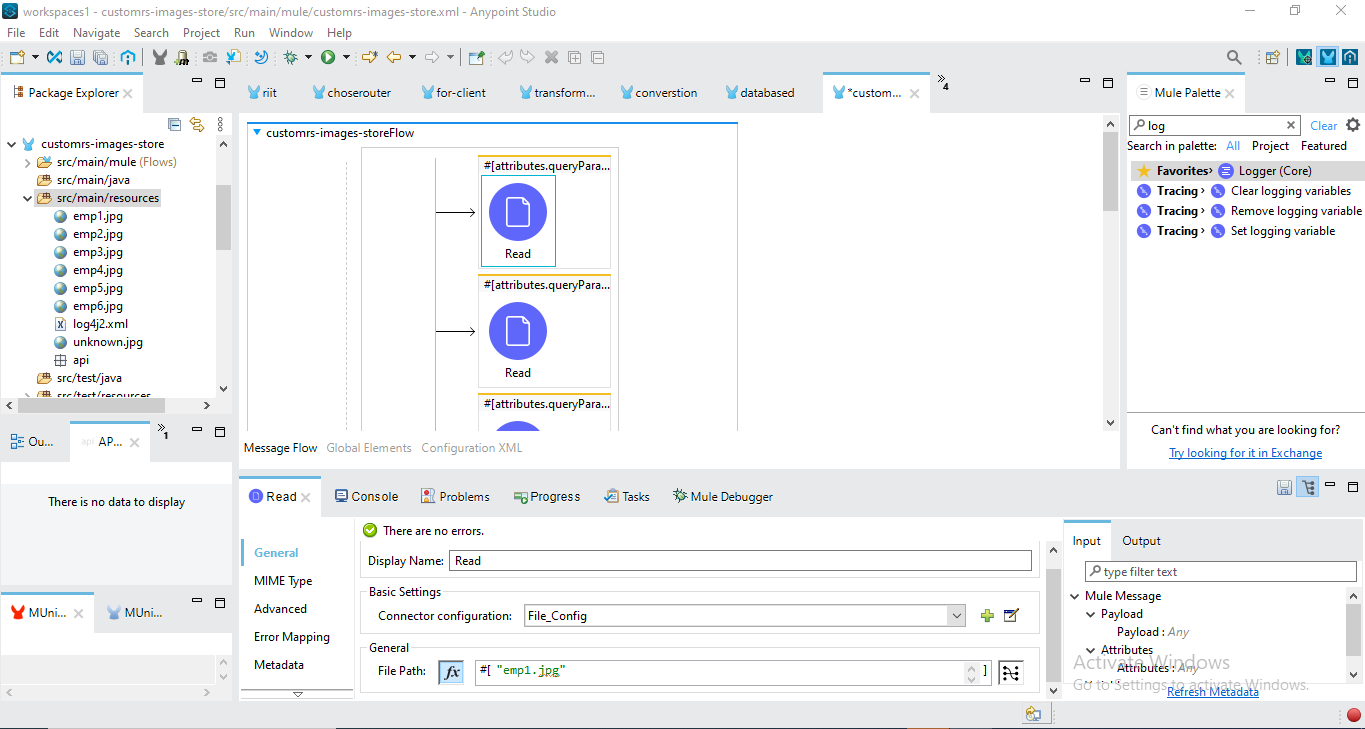 workspaces1 - customrs-images-store/src/main/mule/customrs-images-store.xml - Anypoint Studio
File Edit Navigate Search Project Run Window Help
Package Explorer
customrs-images-store
src/main/mule (Flows)
src/main/java
src/main/resources
emp1.jpg
emp2.jpg
emp3.jpg
emp4.jpg
emp5.jpg
emp6.jpg
log4j2.xml
unknown.jpg
api
src/test/java
src/test/resources
Ou...
AP...
1
There is no data to display
MUni...
MUni...
riit
choserouter
for-client
transform...
converstion
databased
*custom...
4
customrs-images-storeFlow
#[attributes.queryPara...
Read
#[attributes.queryPara...
Read
#[attributes.queryPara...
Message Flow Global Elements Configuration XML
Mule Palette
log
Clear
Search in palette: All Project Featured
Favorites› Logger (Core)
Tracing› Clear logging variables
Tracing› Remove logging variable
Tracing› Set logging variable
Can't find what you are looking for?
Try looking for it in Exchange
Read
Console
Problems
Progress
Tasks
Mule Debugger
General
MIME Type
Advanced
Error Mapping
Metadata
There are no errors.
Display Name: Read
Basic Settings
Connector configuration: File_Config
General
File Path: fx #[ "emp1.jpg" ]
Input
Output
type filter text
Mule Message
Payload
Payload : Any
Attributes
Attributes : Any
Refresh Metadata
Activate Windows
Go to Settings to activate Windows.